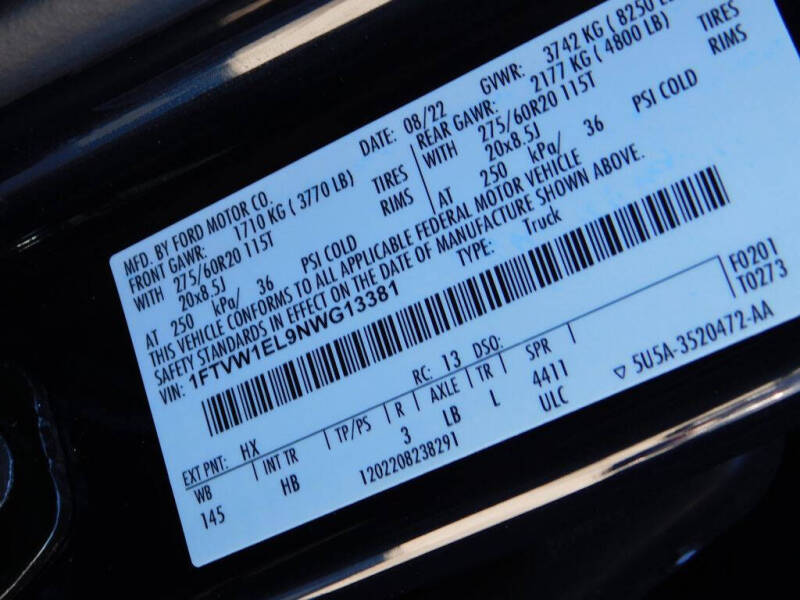 MFD. BY FORD MOTOR CO. DATE: 08/22 GVWR: 3742 KG ( 8250
FRONT GAWR: 1710 KG ( 3770 LB) REAR GAWR: 2177 KG ( 4800 LB)
WITH 275/60R20 115T TIRES WITH 275/60R20 115T TIRES
20x8.5J RIMS 20x8.5J RIMS
AT 250 kPa/ 36 PSI COLD AT 250 kPa/ 36 PSI COLD
THIS VEHICLE CONFORMS TO ALL APPLICABLE FEDERAL MOTOR VEHICLE
SAFETY STANDARDS IN EFFECT ON THE DATE OF MANUFACTURE SHOWN ABOVE.
VIN: 1FTVW1EL9NWG13381 TYPE: Truck
F0201
T0273
EXT PNT: HX RC: 13 DSO:
WB INT TR TP/PS R AXLE TR SPR
145 HB 3 LB L 4411 ULC
1202208238291 5U5A-3520472-AA